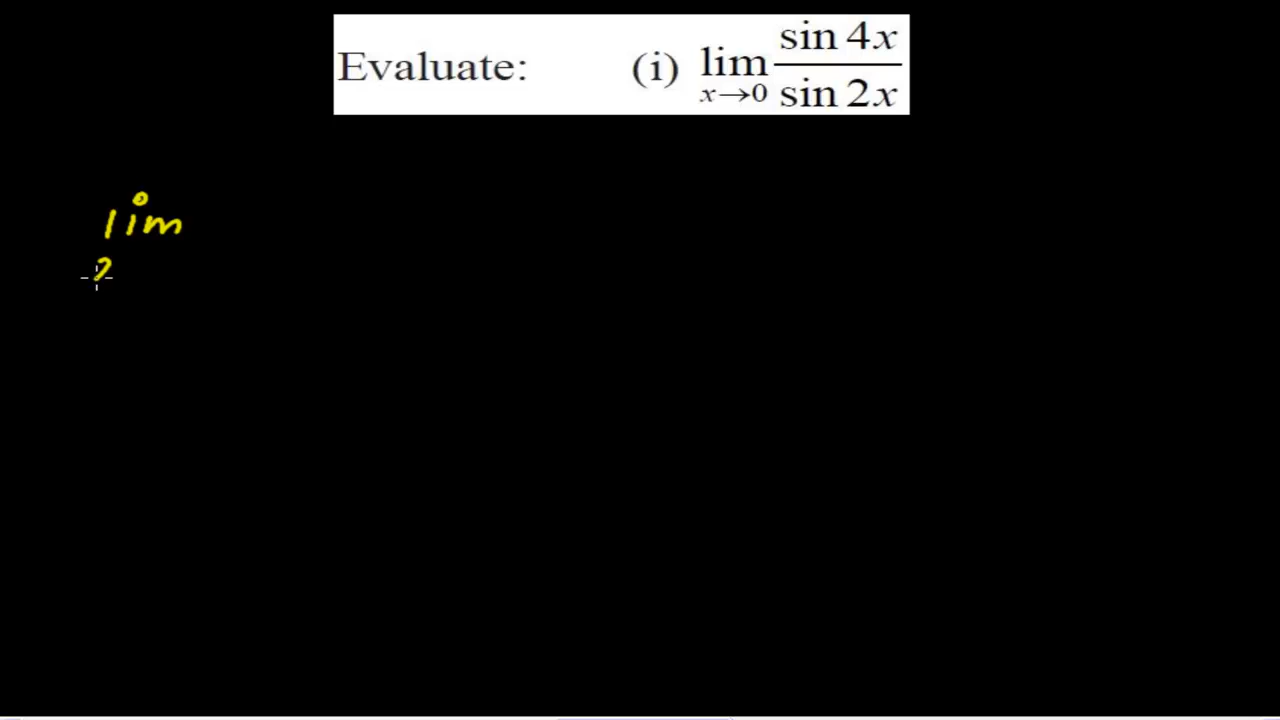 Evaluate: (i) lim x→0 sin 4x / sin 2x
lim